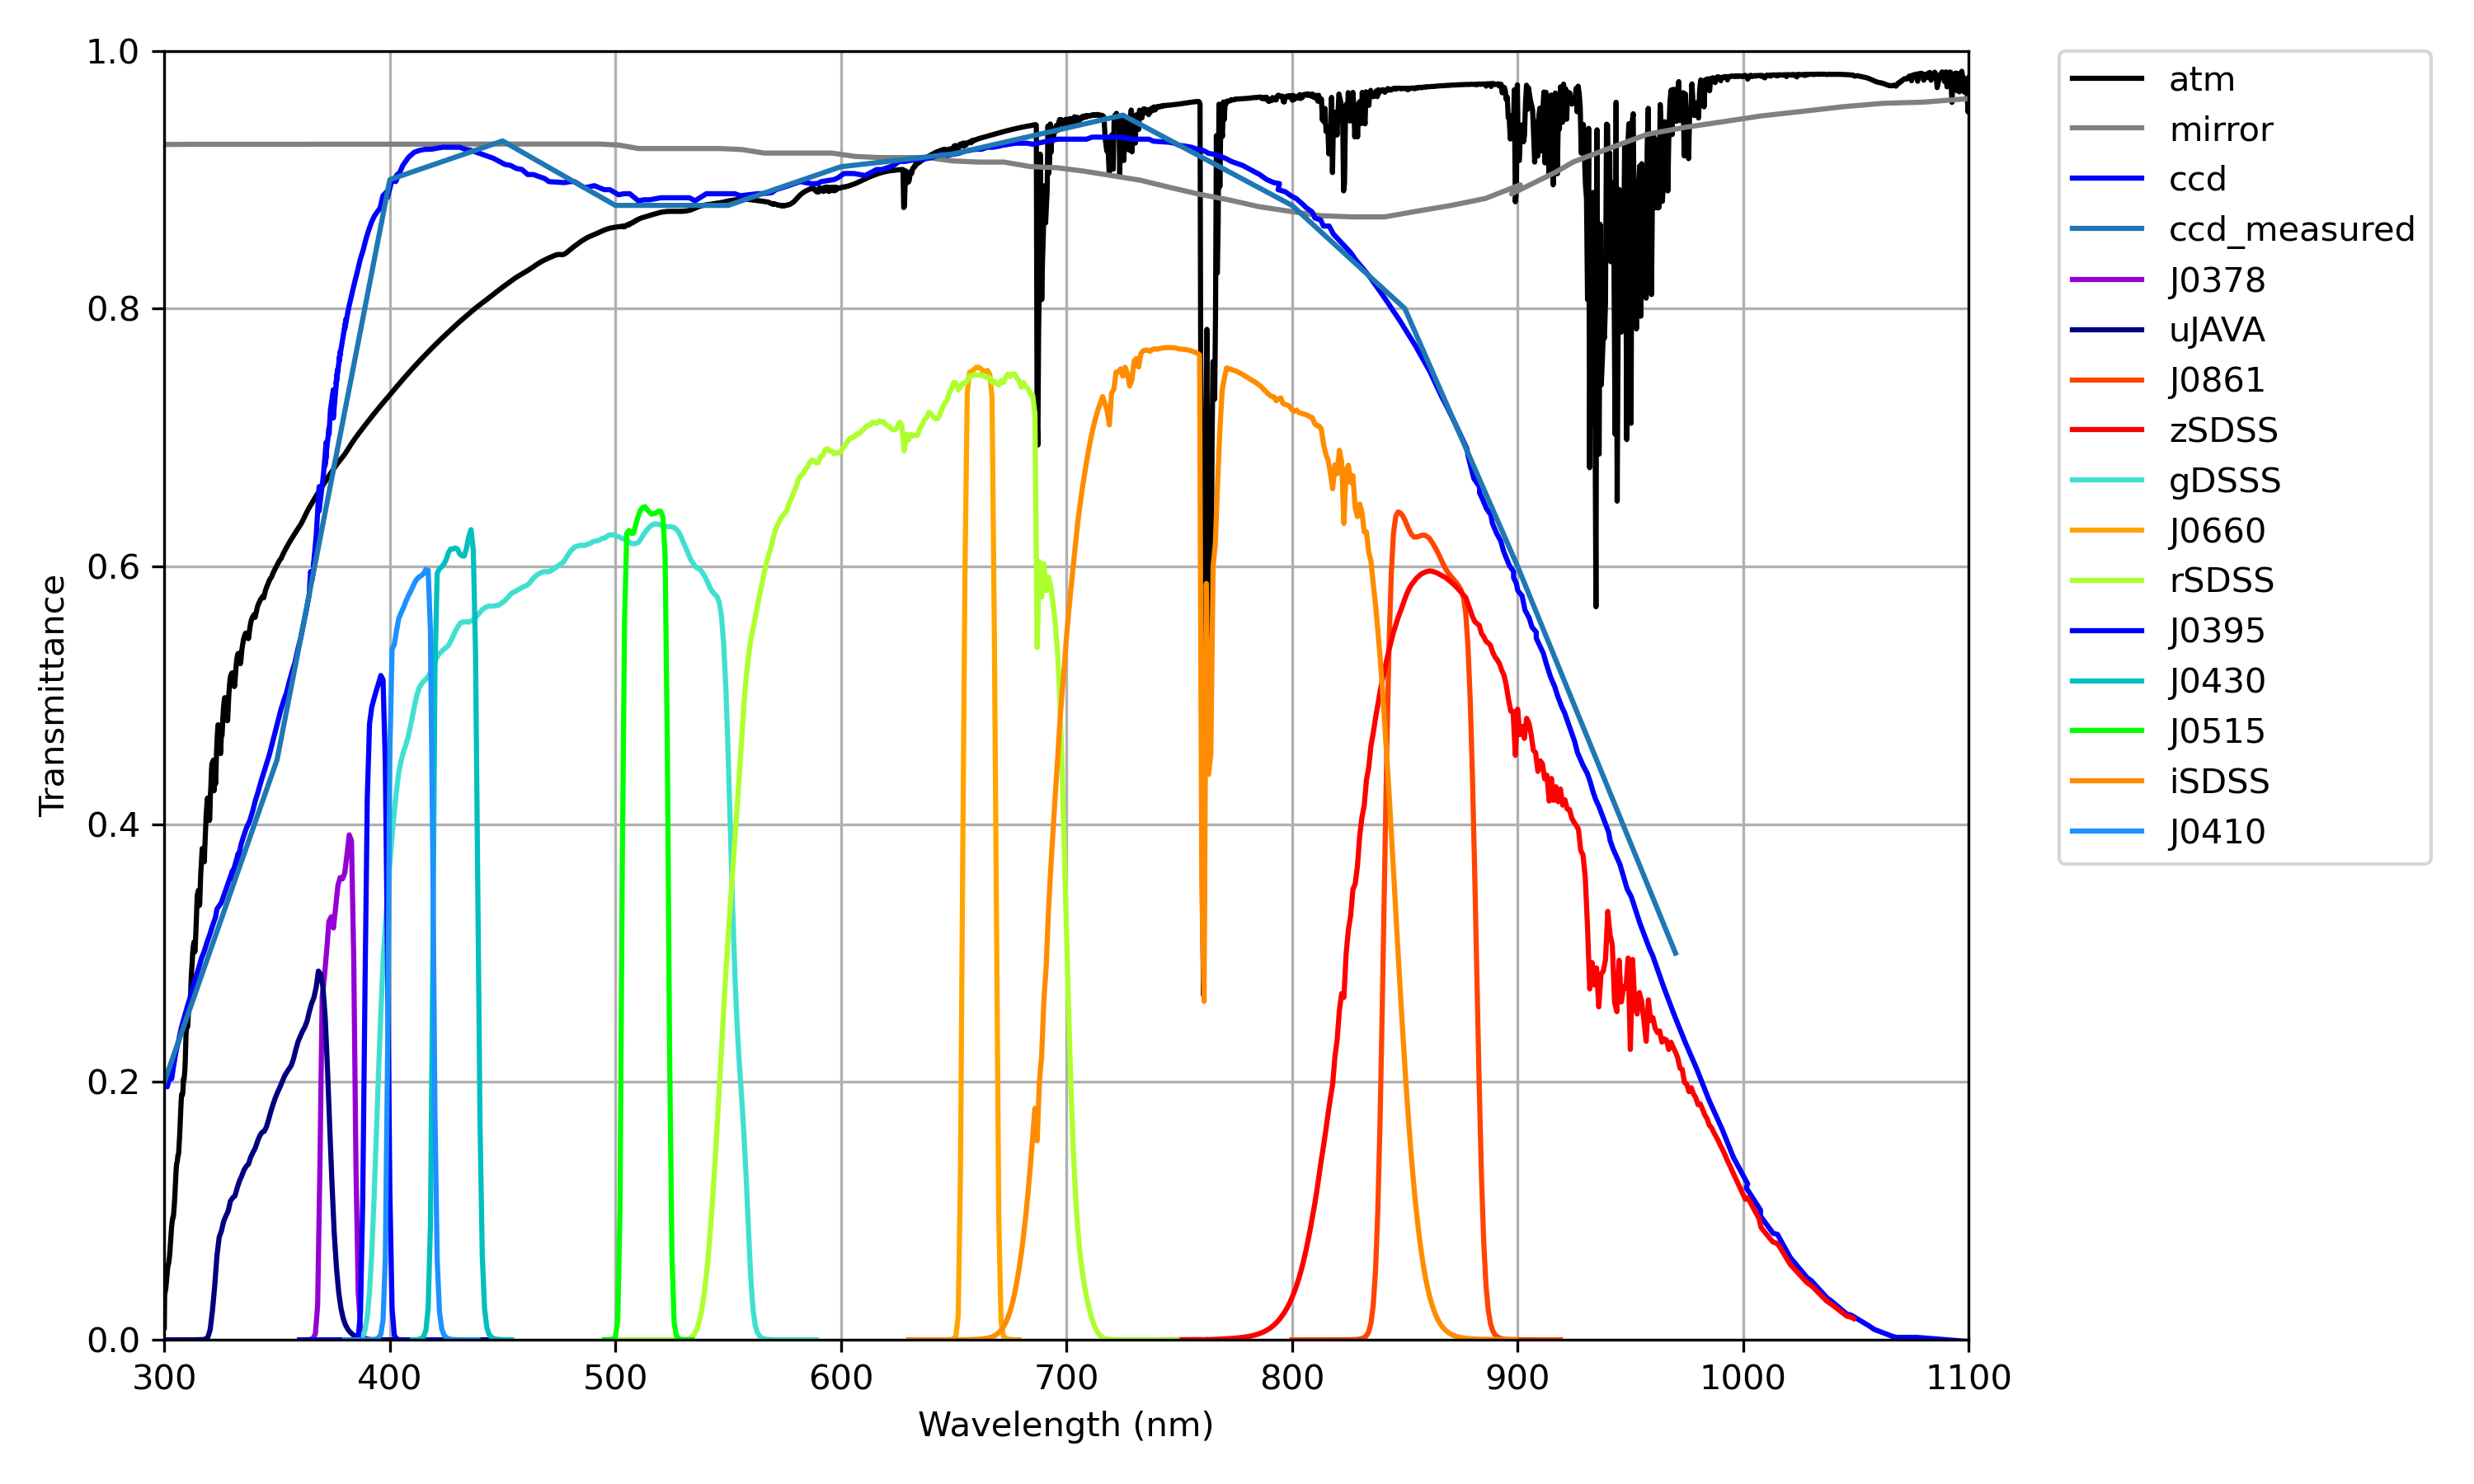 1.0
0.8
0.6
0.4
0.2
0.0
Transmittance
300 400 500 600 700 800 900 1000 1100
Wavelength (nm)
atm
mirror
ccd
ccd_measured
J0378
uJAVA
J0861
zSDSS
gDSSS
J0660
rSDSS
J0395
J0430
J0515
iSDSS
J0410